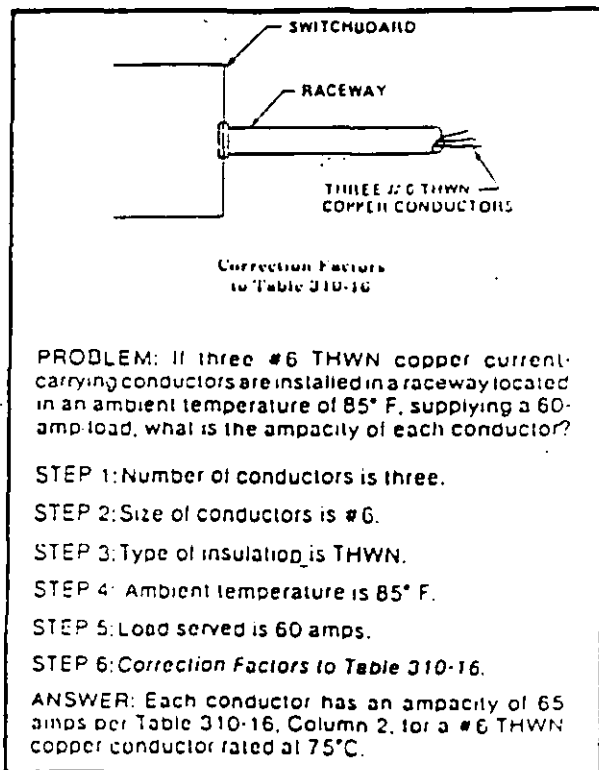 SWITCHBOARD
RACEWAY
THREE #6 THWN
COPPER CONDUCTORS
Correction Factors
to Table 310-16
PROBLEM: If three #6 THWN copper current-
carrying conductors are installed in a raceway located
in an ambient temperature of 85° F, supplying a 60-
amp load, what is the ampacity of each conductor?
STEP 1: Number of conductors is three.
STEP 2: Size of conductors is #6.
STEP 3: Type of insulation is THWN.
STEP 4: Ambient temperature is 85° F.
STEP 5: Load served is 60 amps.
STEP 6: Correction Factors to Table 310-16.
ANSWER: Each conductor has an ampacity of 65
amps per Table 310-16, Column 2, for a #6 THWN
copper conductor rated at 75°C.